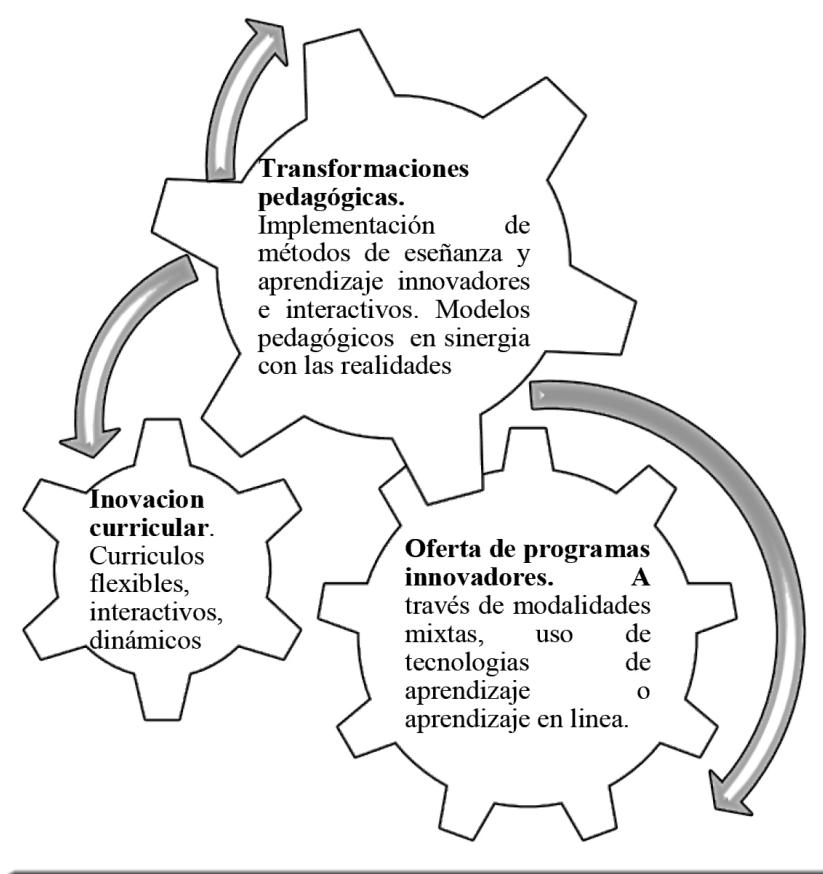 Transformaciones
pedagógicas.
Implementación de
métodos de eseñanza y
aprendizaje innovadores
e interactivos. Modelos
pedagógicos en sinergia
con las realidades
Inovacion
curricular.
Curriculos
flexibles,
interactivos,
dinámicos
Oferta de programas
innovadores. A
través de modalidades
mixtas, uso de
tecnologias de
aprendizaje o
aprendizaje en linea.